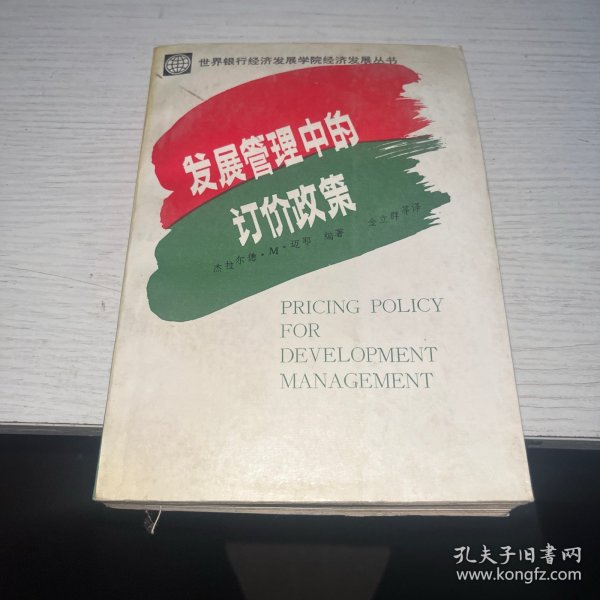 世界银行经济发展学院经济发展丛书
发展管理中的
订价政策
杰拉尔德·M·迈耶 编著 金立群等译
PRICING POLICY
FOR
DEVELOPMENT
MANAGEMENT
孔夫子旧书网
www.kongfz.com